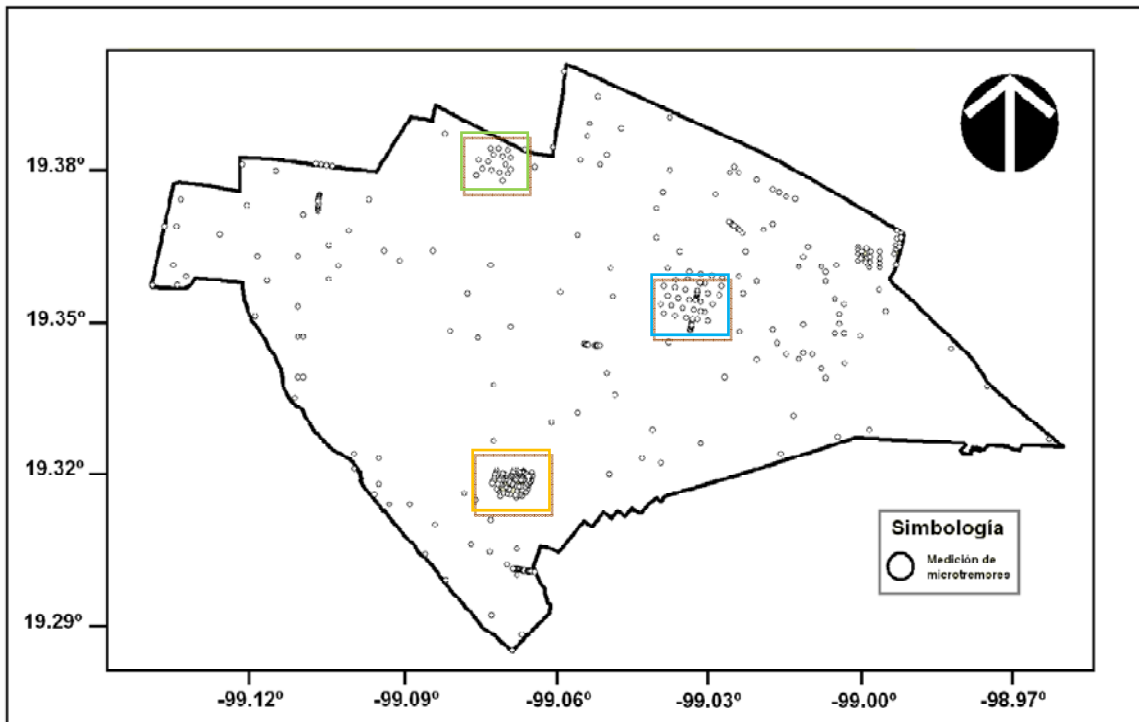 19.38º
19.35º
19.32º
19.29º
Simbología
Medición de
microtremores
-99.12º
-99.09º
-99.06º
-99.03º
-99.00º
-98.97º